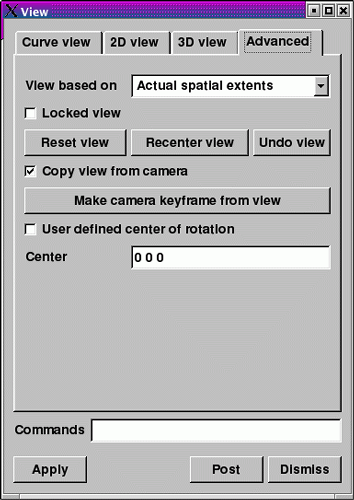 View
Curve view 2D view 3D view Advanced
View based on Actual spatial extents
Locked view
Reset view Recenter view Undo view
Copy view from camera
Make camera keyframe from view
User defined center of rotation
Center 0 0 0
Commands
Apply Post Dismiss